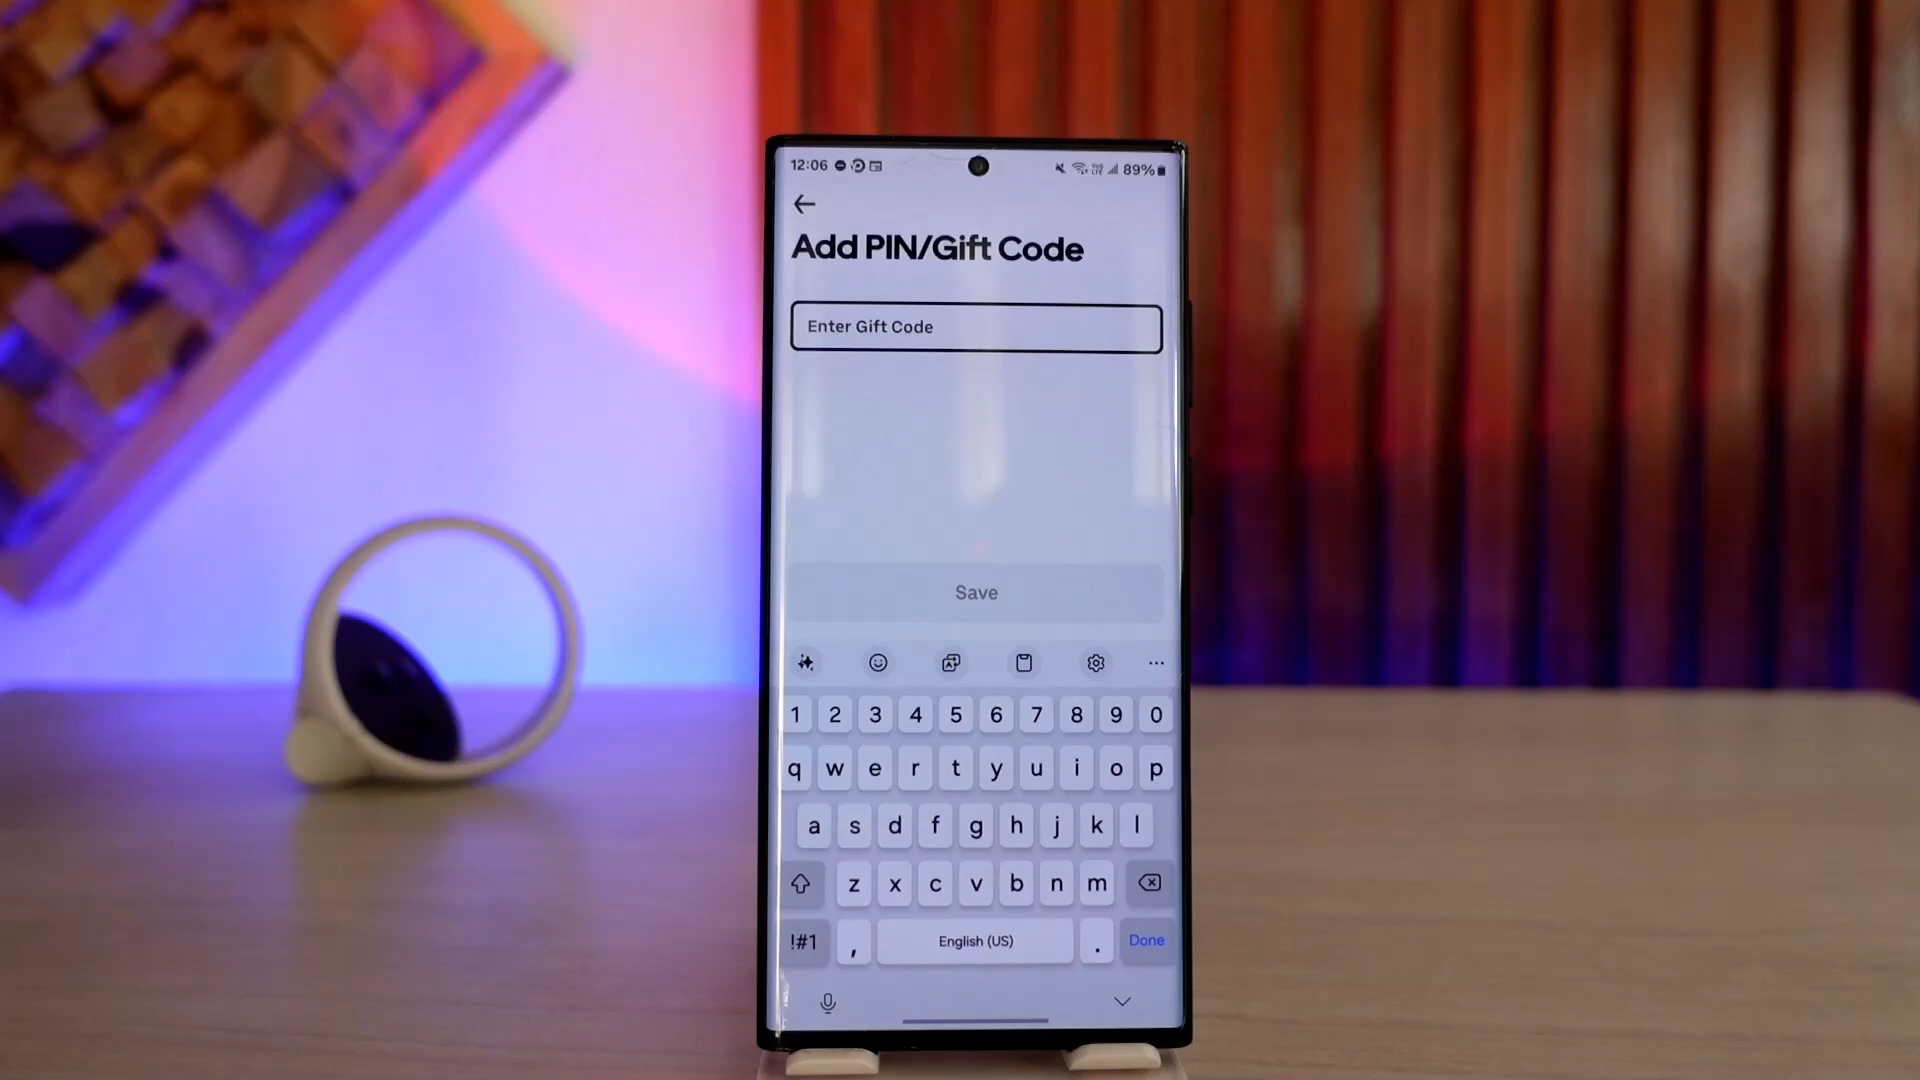 12:06 89%
Add PIN/Gift Code
Enter Gift Code
Save
1 2 3 4 5 6 7 8 9 0
q w e r t y u i o p
a s d f g h j k l
z x c v b n m
!#1 , English (US) . Done